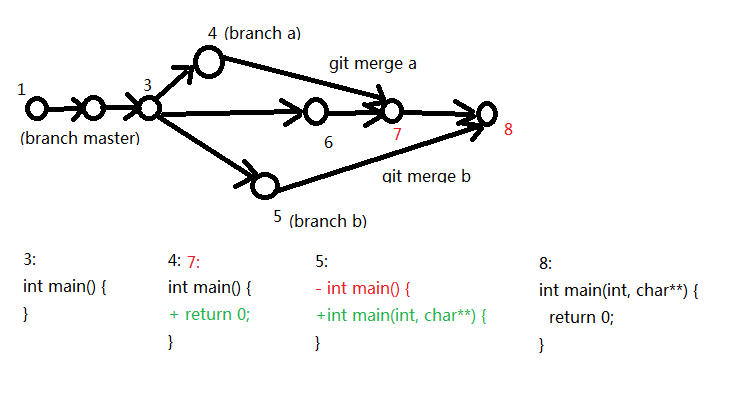 4 (branch a)
git merge a
1
3
(branch master)
6
7
8
git merge b
5 (branch b)
3:
int main() {
}
4: 7:
int main() {
+ return 0;
}
5:
- int main() {
+int main(int, char**) {
}
8:
int main(int, char**) {
return 0;
}